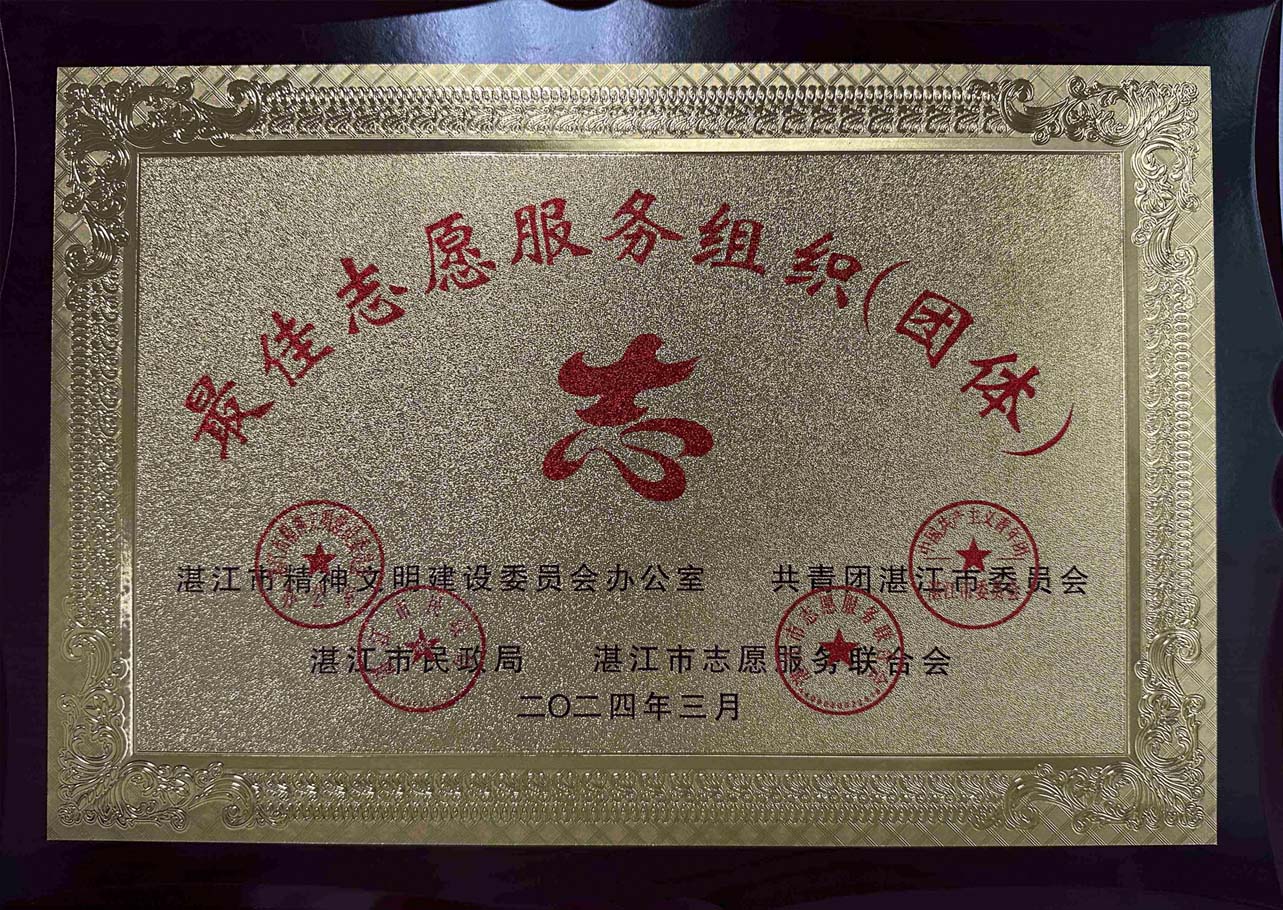 最佳志愿服务组织(团体)
志
湛江市精神文明建设委员会办公室 共青团湛江市委员会
湛江市民政局 湛江市志愿服务联合会
二〇二四年三月